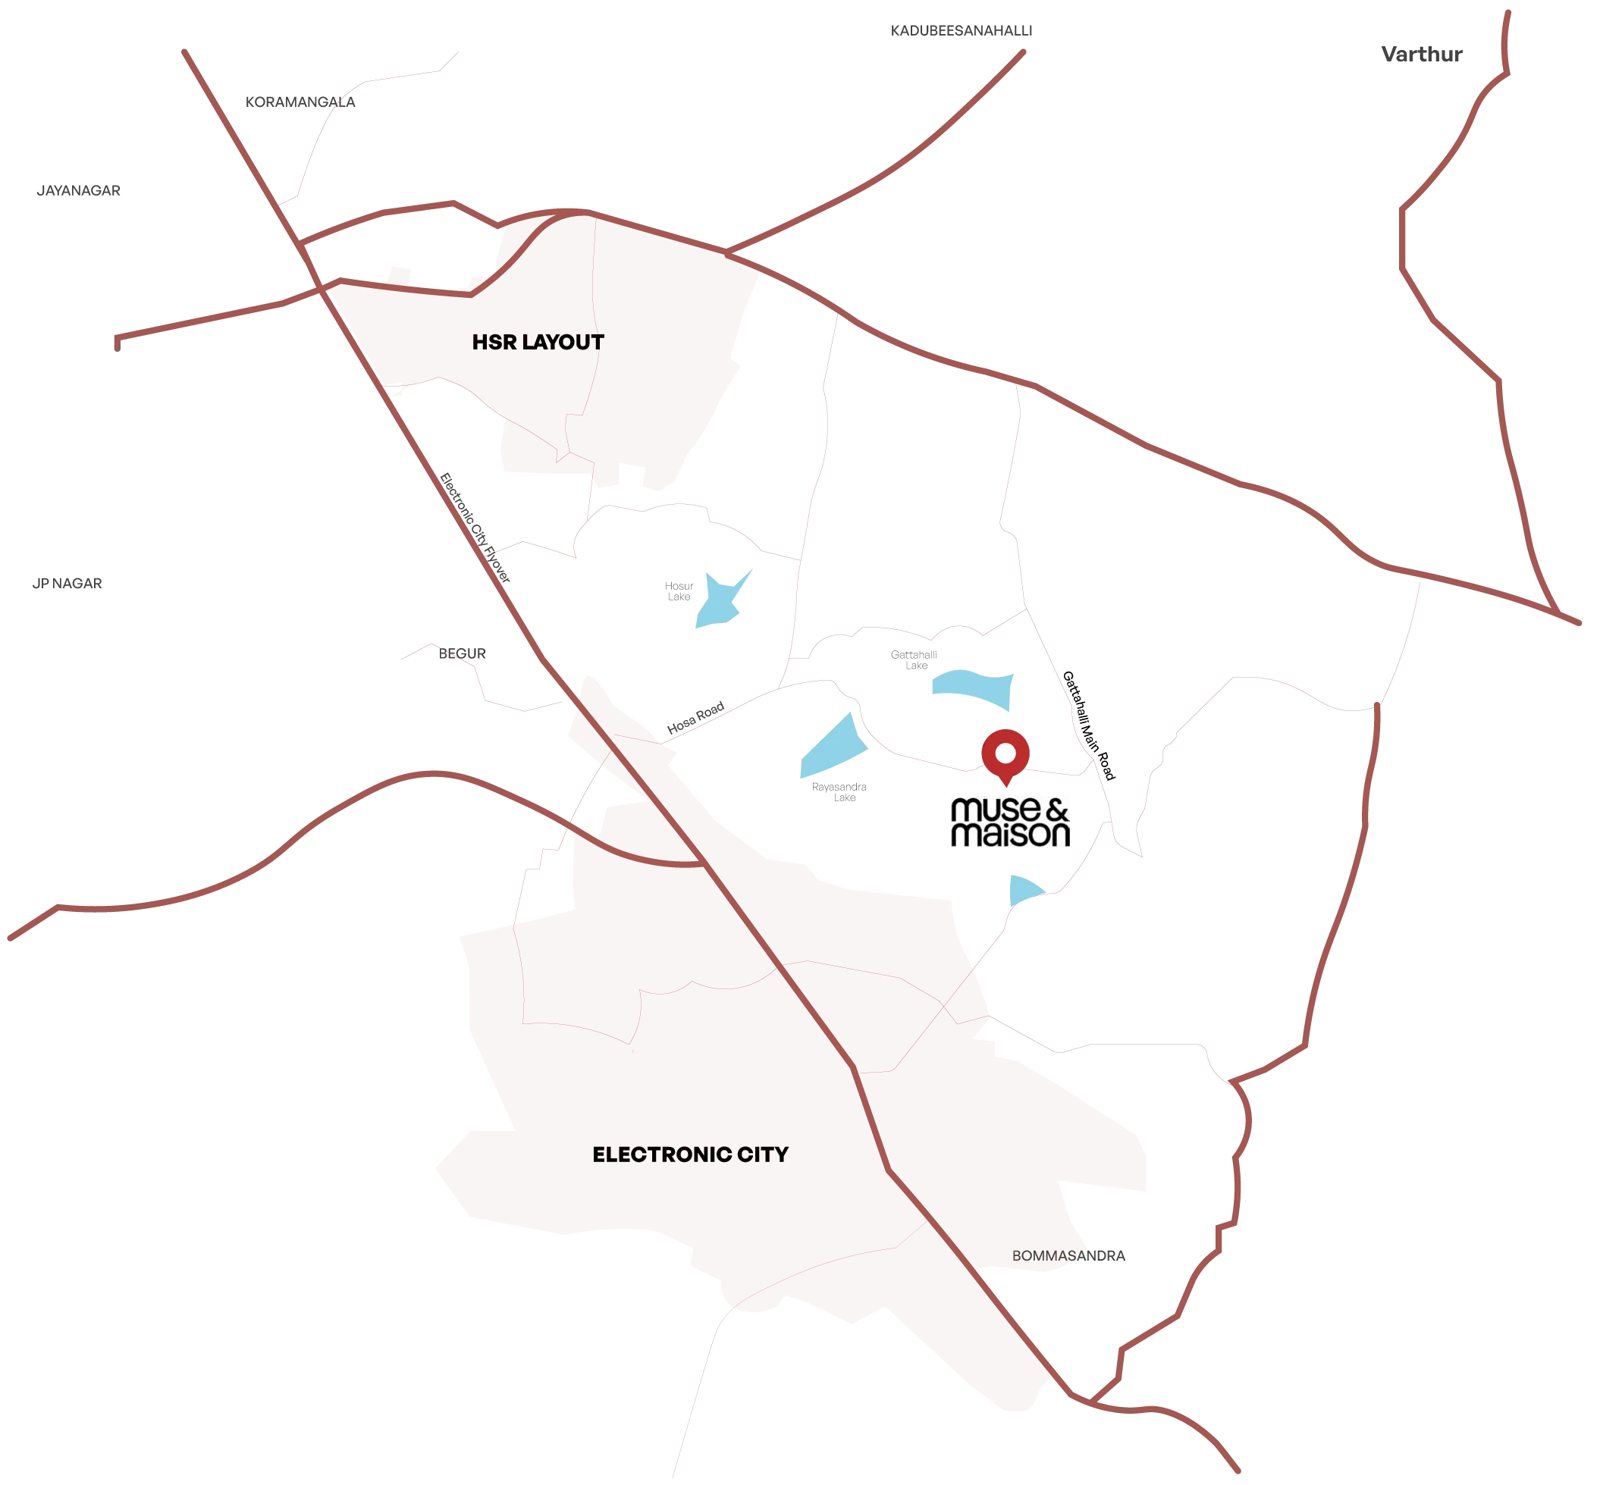 KADUBEESANAHALLI
Varthur
KORAMANGALA
JAYANAGAR
HSR LAYOUT
Electronic City Flyover
JP NAGAR
Hosur
Lake
BEGUR
Gattahalli
Lake
Hosa Road
Gattahalli Main Road
Rayasandra
Lake
muse &
maison
ELECTRONIC CITY
BOMMASANDRA